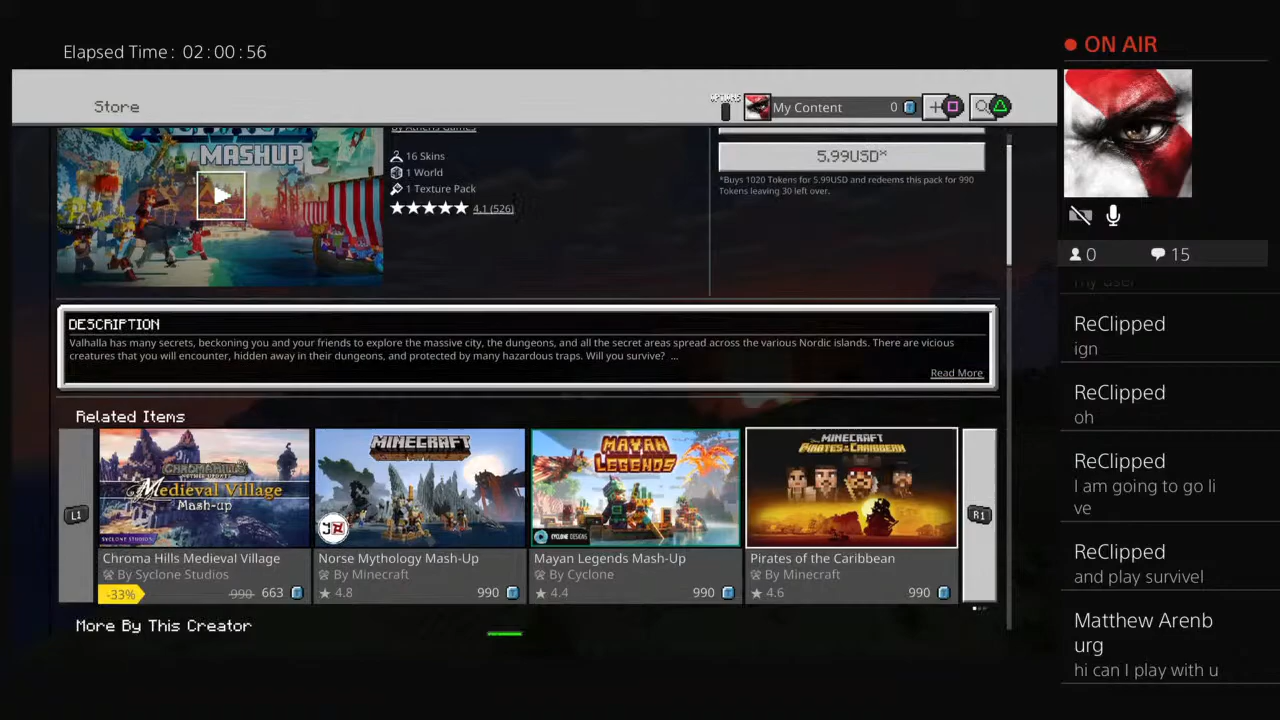 Elapsed Time: 02:00:56
ON AIR
Store
My Content
0
MASHUP
16 Skins
1 World
1 Texture Pack
4.1 (526)
5.99USD*
*Buys 1020 Tokens for 5.99USD and redeems this pack for 990
Tokens leaving 30 left over.
0
15
DESCRIPTION
Valhalla has many secrets, beckoning you and your friends to explore the massive city, the dungeons, and all the secret areas spread across the various Nordic islands. There are vicious
creatures that you will encounter, hidden away in their dungeons, and protected by many hazardous traps. Will you survive? ...
Read More
Related Items
L1
CHROMA HILLS
Medieval Village
Mash-up
SYCLONE STUDIOS
MINECRAFT
MAYAN
LEGENDS
CYCLONE DESIGNS
MINECRAFT
PIRATES OF THE CARIBBEAN
R1
Chroma Hills Medieval Village
By Syclone Studios
-33%
990 663
Norse Mythology Mash-Up
By Minecraft
4.8
990
Mayan Legends Mash-Up
By Cyclone
4.4
990
Pirates of the Caribbean
By Minecraft
4.6
990
More By This Creator
ReClipped
ign
ReClipped
oh
ReClipped
I am going to go li
ve
ReClipped
and play survivel
Matthew Arenb
urg
hi can I play with u